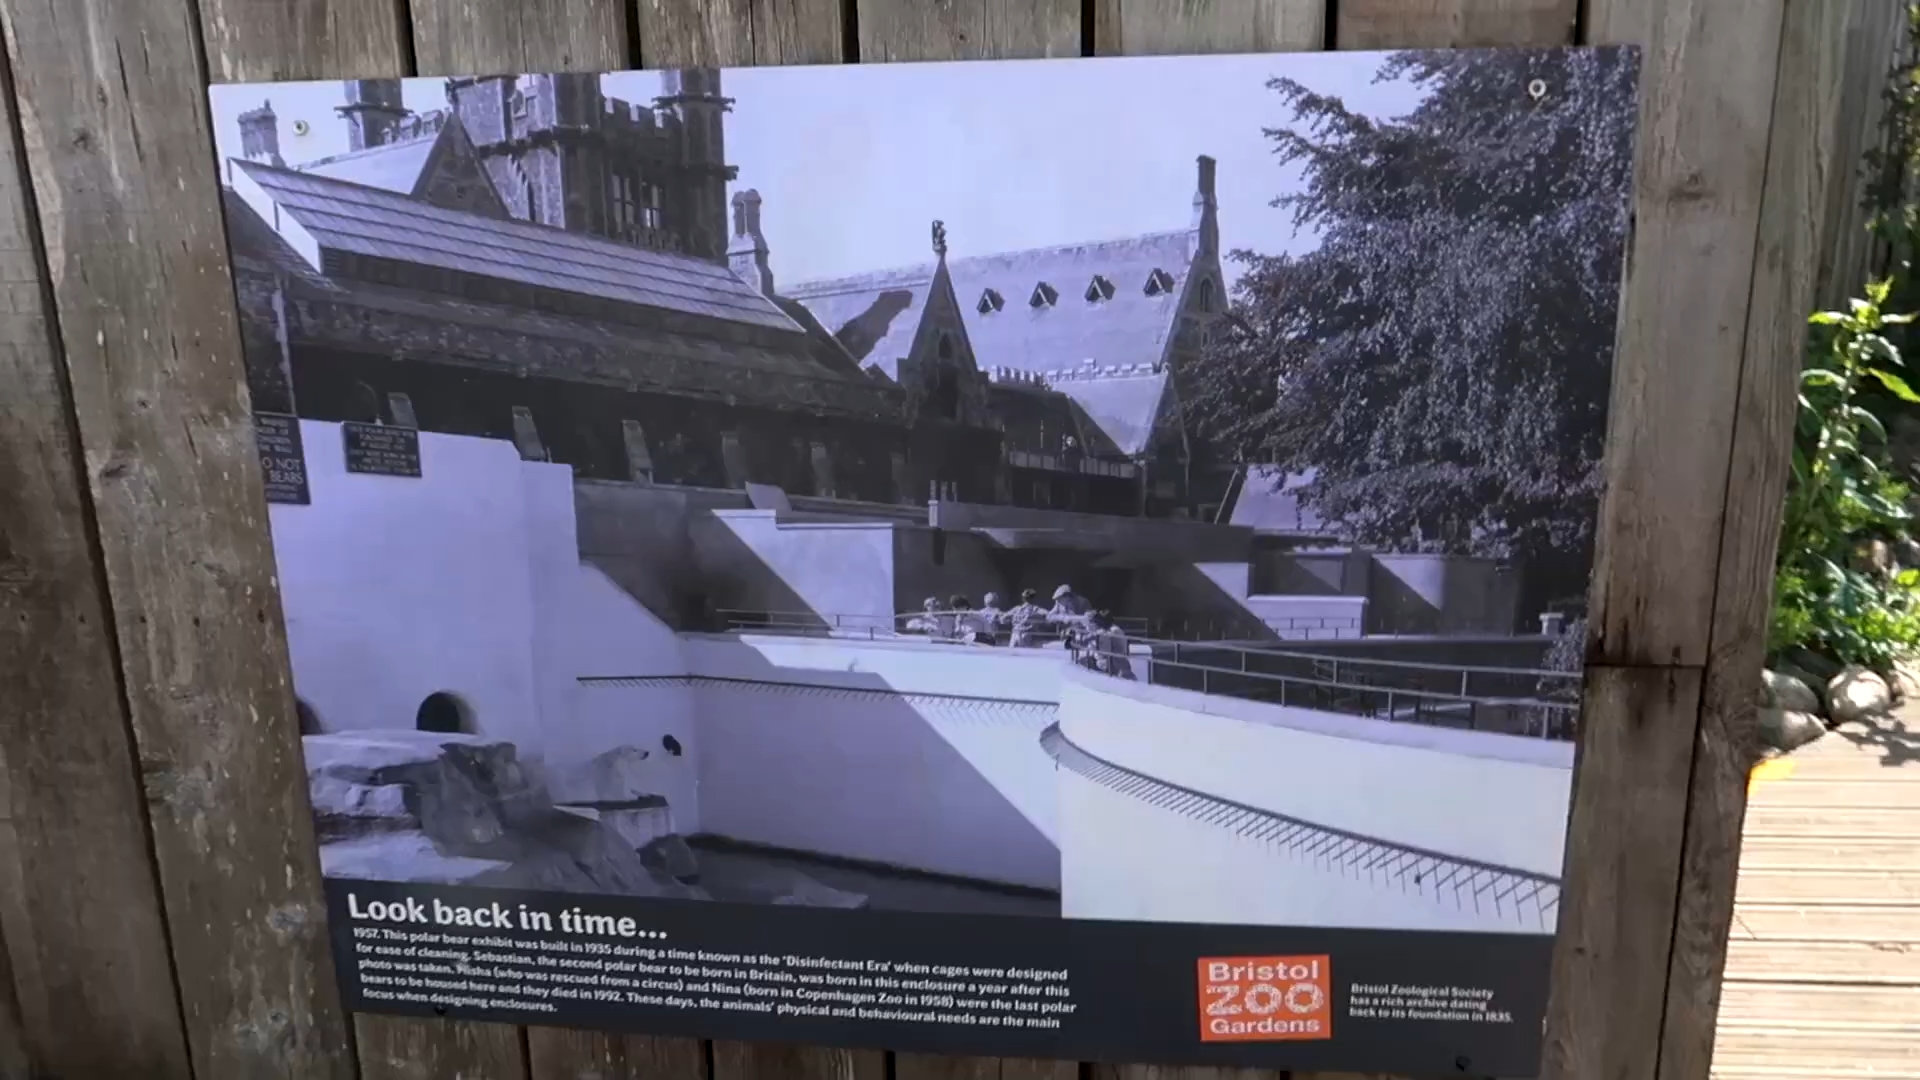 DO NOT
BEARS
Look back in time...
1957. This polar bear exhibit was built in 1935 during a time known as the 'Disinfectant Era' when cages were designed
for ease of cleaning. Sebastian, the second polar bear to be born in Britain, was born in this enclosure a year after this
photo was taken. Misha (who was rescued from a circus) and Nina (born in Copenhagen Zoo in 1958) were the last polar
bears to be housed here and they died in 1992. These days, the animals' physical and behavioural needs are the main
focus when designing enclosures.
Bristol
ZOO
Gardens
Bristol Zoological Society
has a rich archive dating
back to its foundation in 1835.